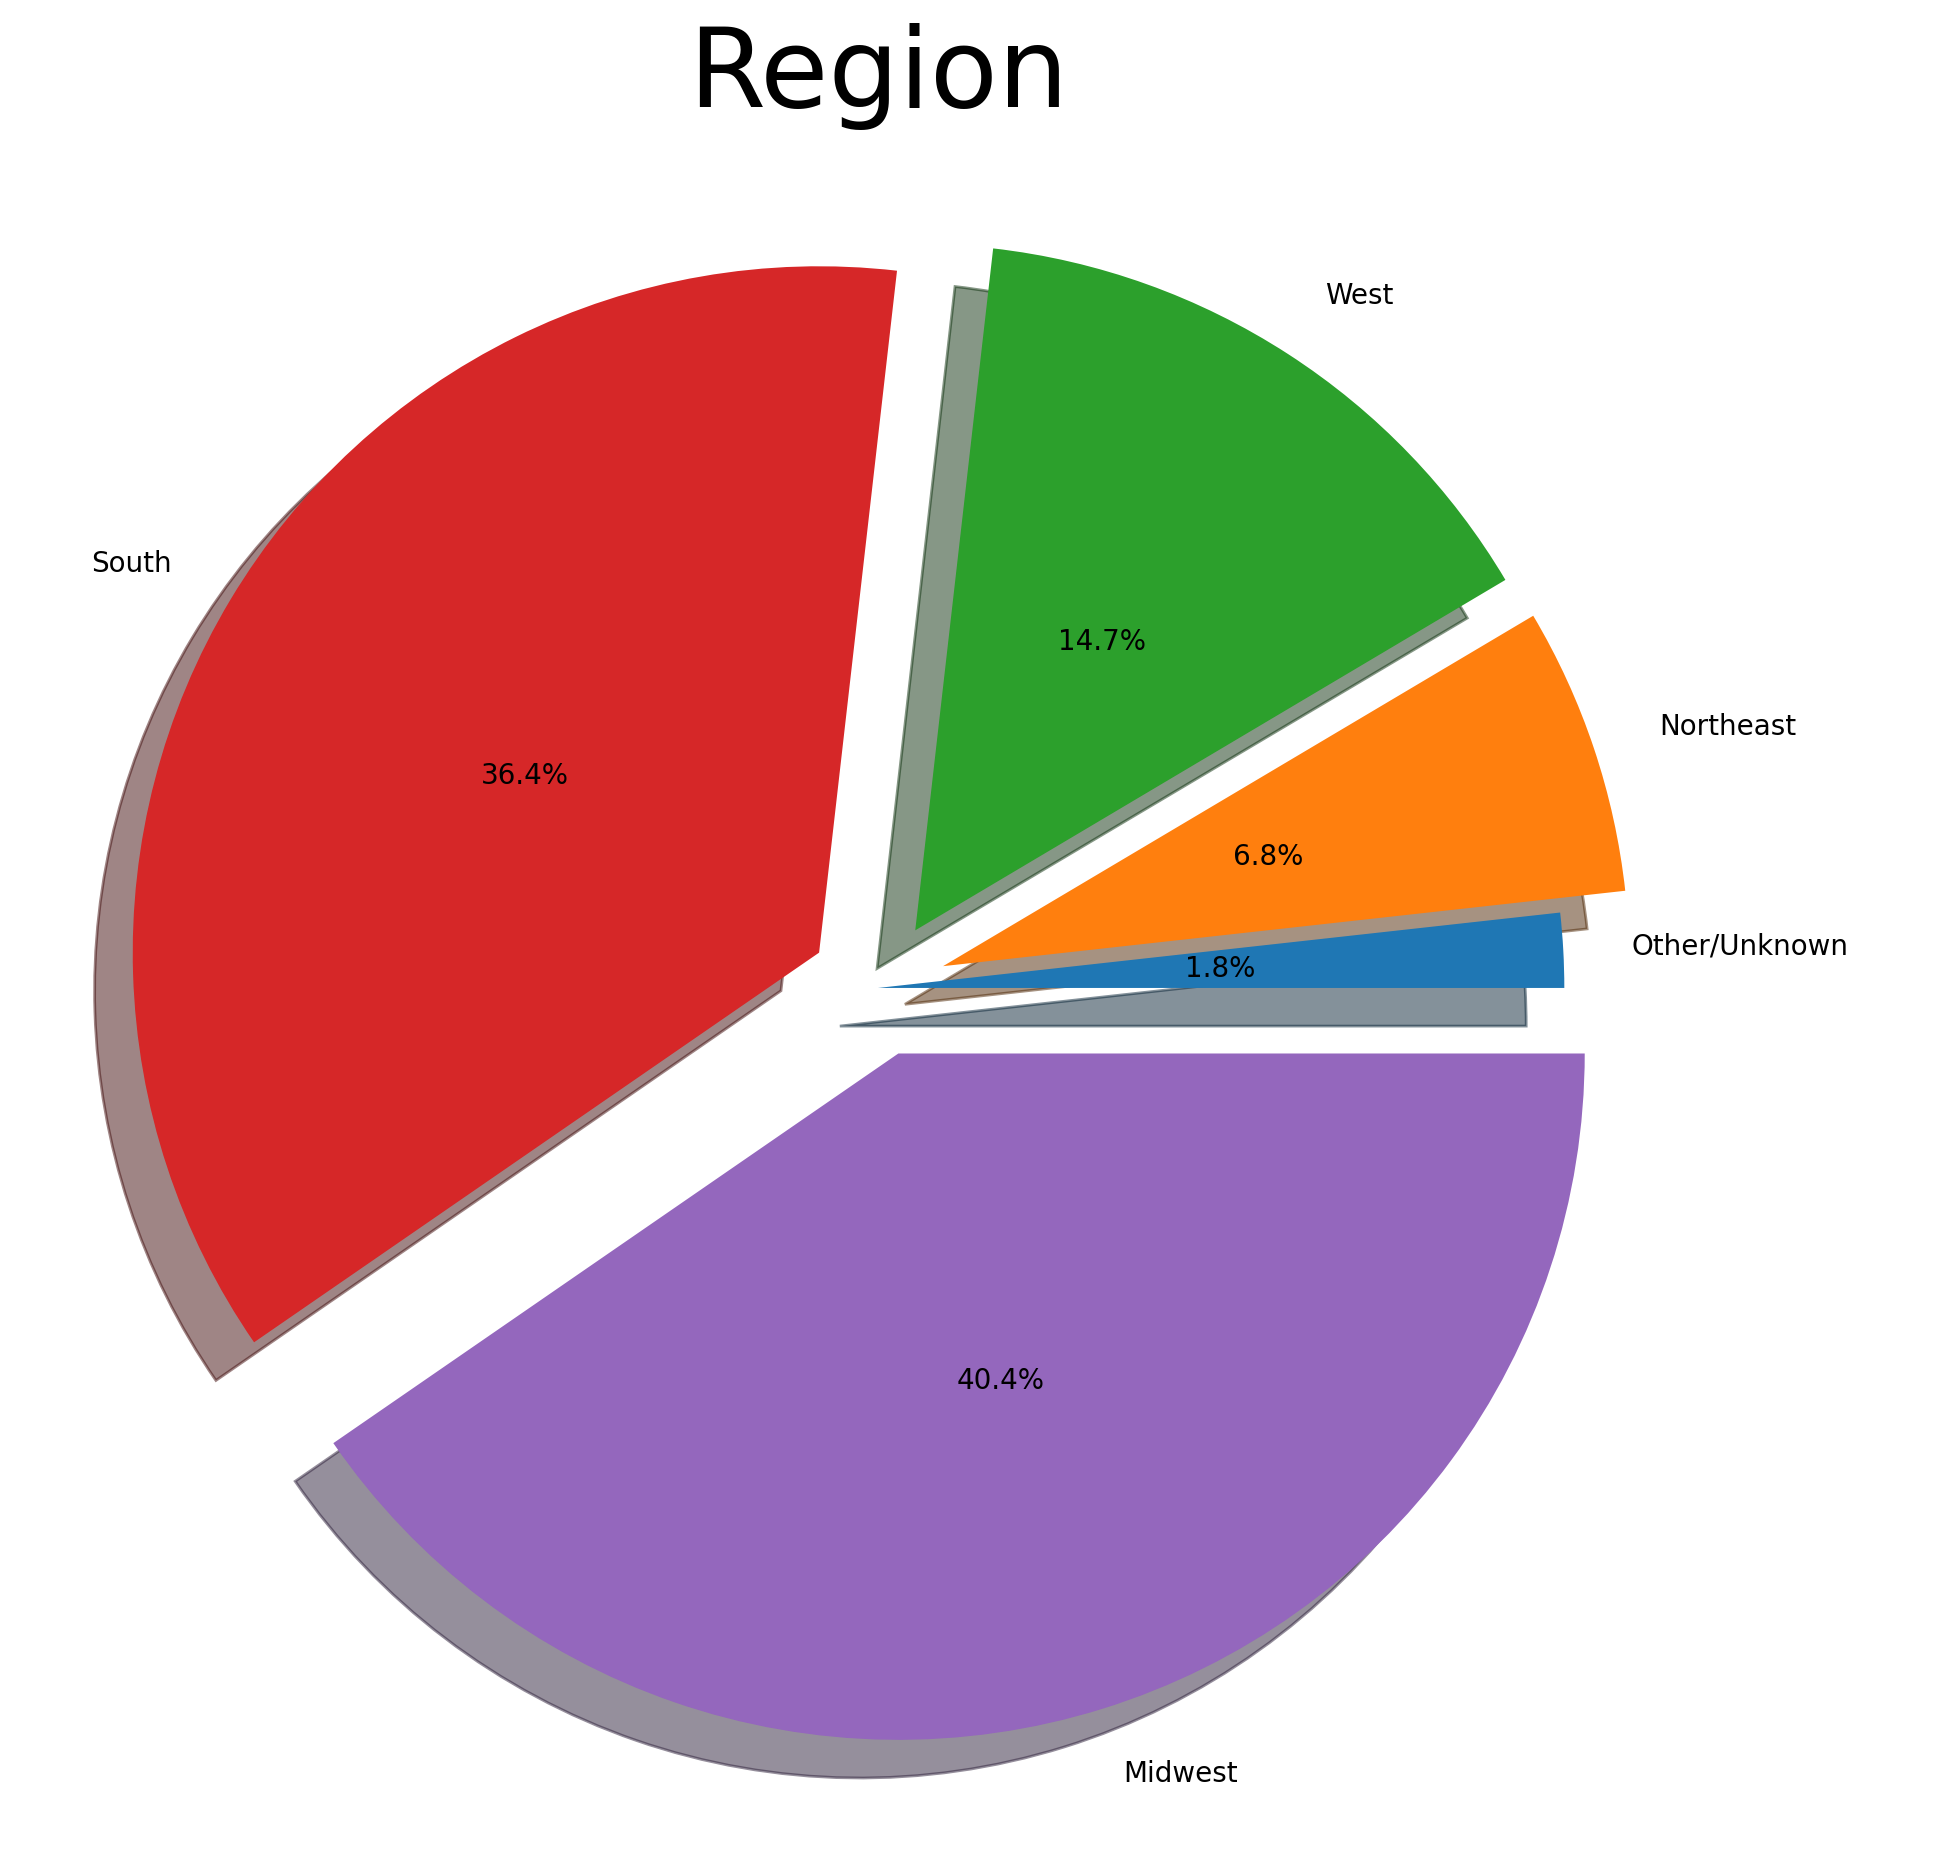 Region
West
South
14.7%
Northeast
36.4%
6.8%
Other/Unknown
1.8%
40.4%
Midwest